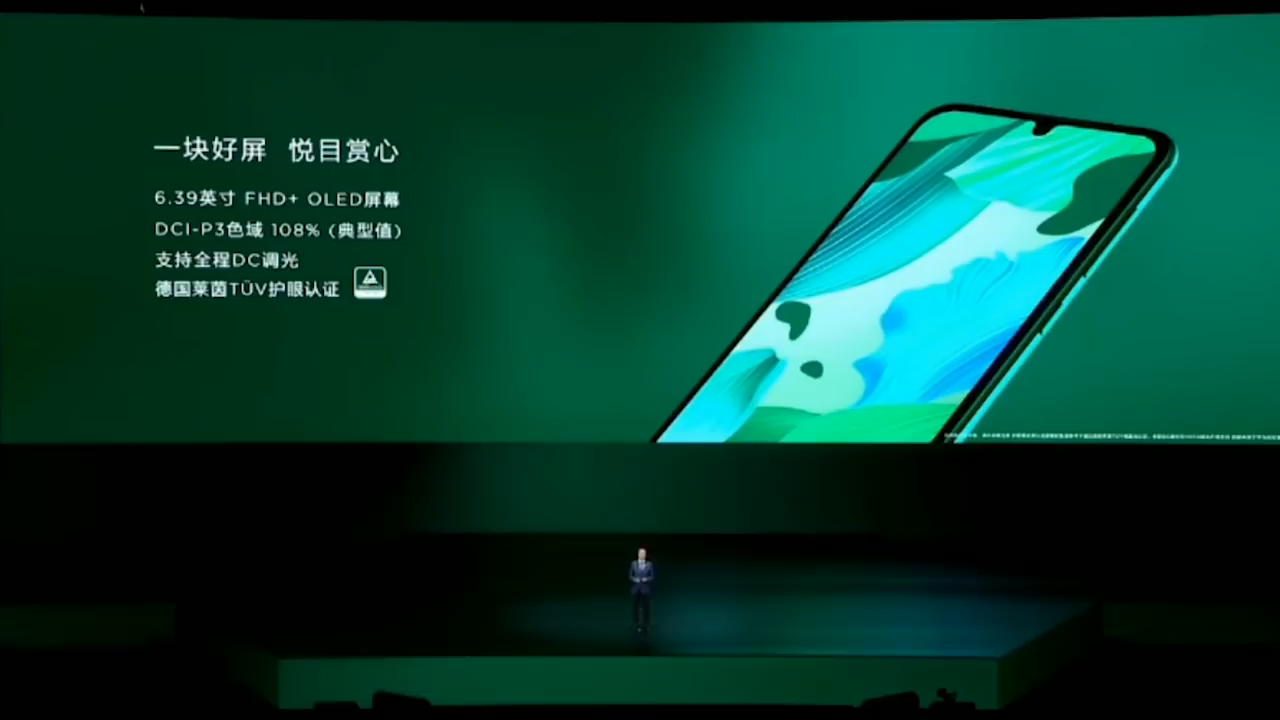 一块好屏 悦目赏心
6.39英寸 FHD+ OLED屏幕
DCI-P3色域 108%（典型值）
支持全程DC调光
德国莱茵TÜV护眼认证